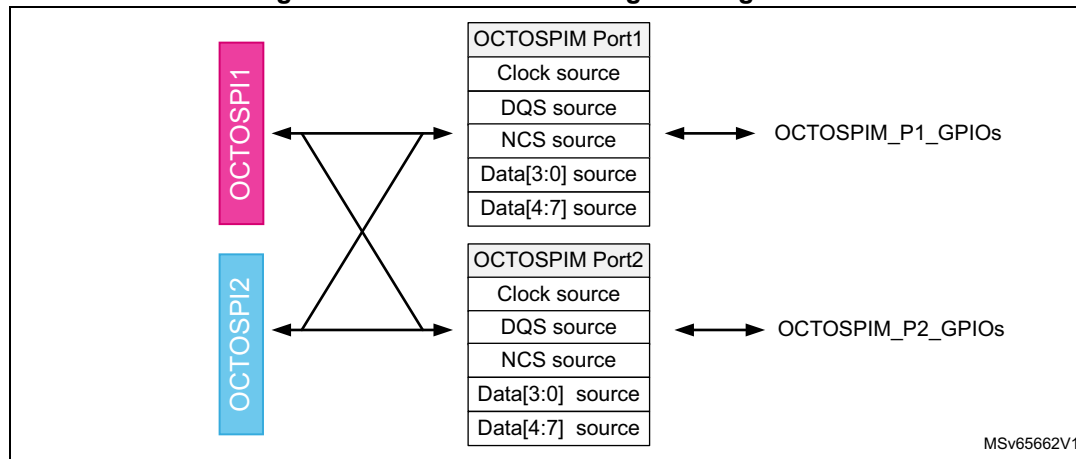 OCTOSPI1
OCTOSPIM Port1
Clock source
DQS source
NCS source
Data[3:0] source
Data[4:7] source
OCTOSPIM_P1_GPIOs
OCTOSPI2
OCTOSPIM Port2
Clock source
DQS source
NCS source
Data[3:0] source
Data[4:7] source
OCTOSPIM_P2_GPIOs
MSv65662V1